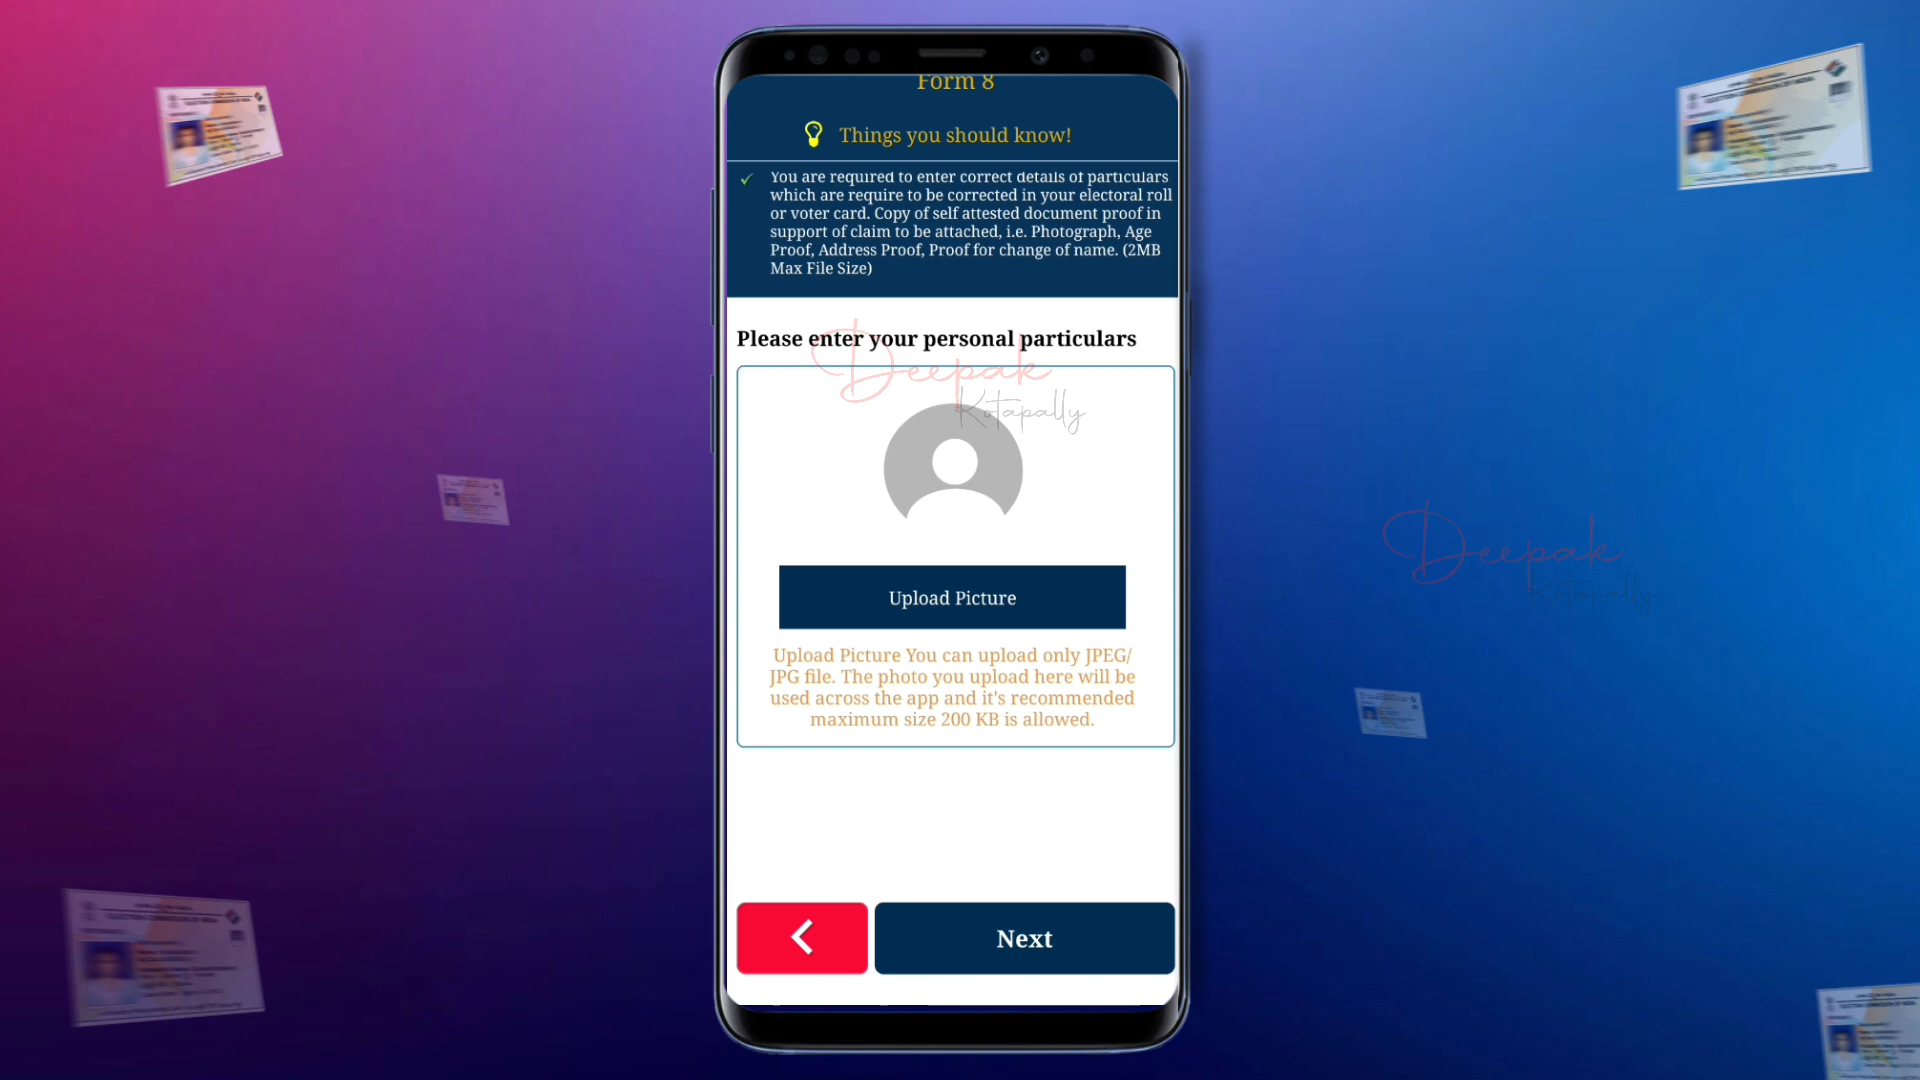 Form 8
Things you should know!
You are required to enter correct details of particulars
which are require to be corrected in your electoral roll
or voter card. Copy of self attested document proof in
support of claim to be attached, i.e. Photograph, Age
Proof, Address Proof, Proof for change of name. (2MB
Max File Size)
Please enter your personal particulars
Deepak
Kotapally
Upload Picture
Upload Picture You can upload only JPEG/
JPG file. The photo you upload here will be
used across the app and it's recommended
maximum size 200 KB is allowed.
Next
Deepak
Kotapally